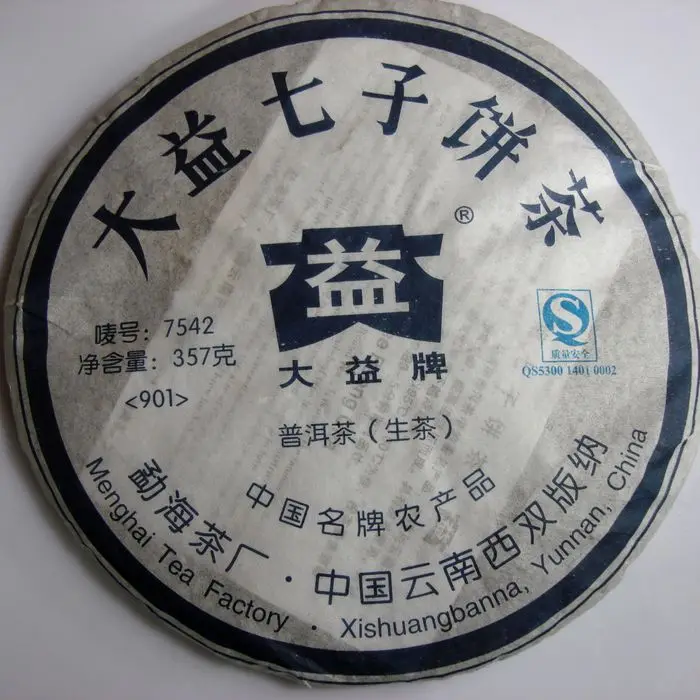 大益七子饼茶
益
®
大益牌
唛号：7542
净含量：357克
<901>
普洱茶（生茶）
质量安全
QS5300 1401 0002
中国名牌农产品
勐海茶厂·中国云南西双版纳
Menghai Tea Factory · Xishuangbanna, Yunnan, China